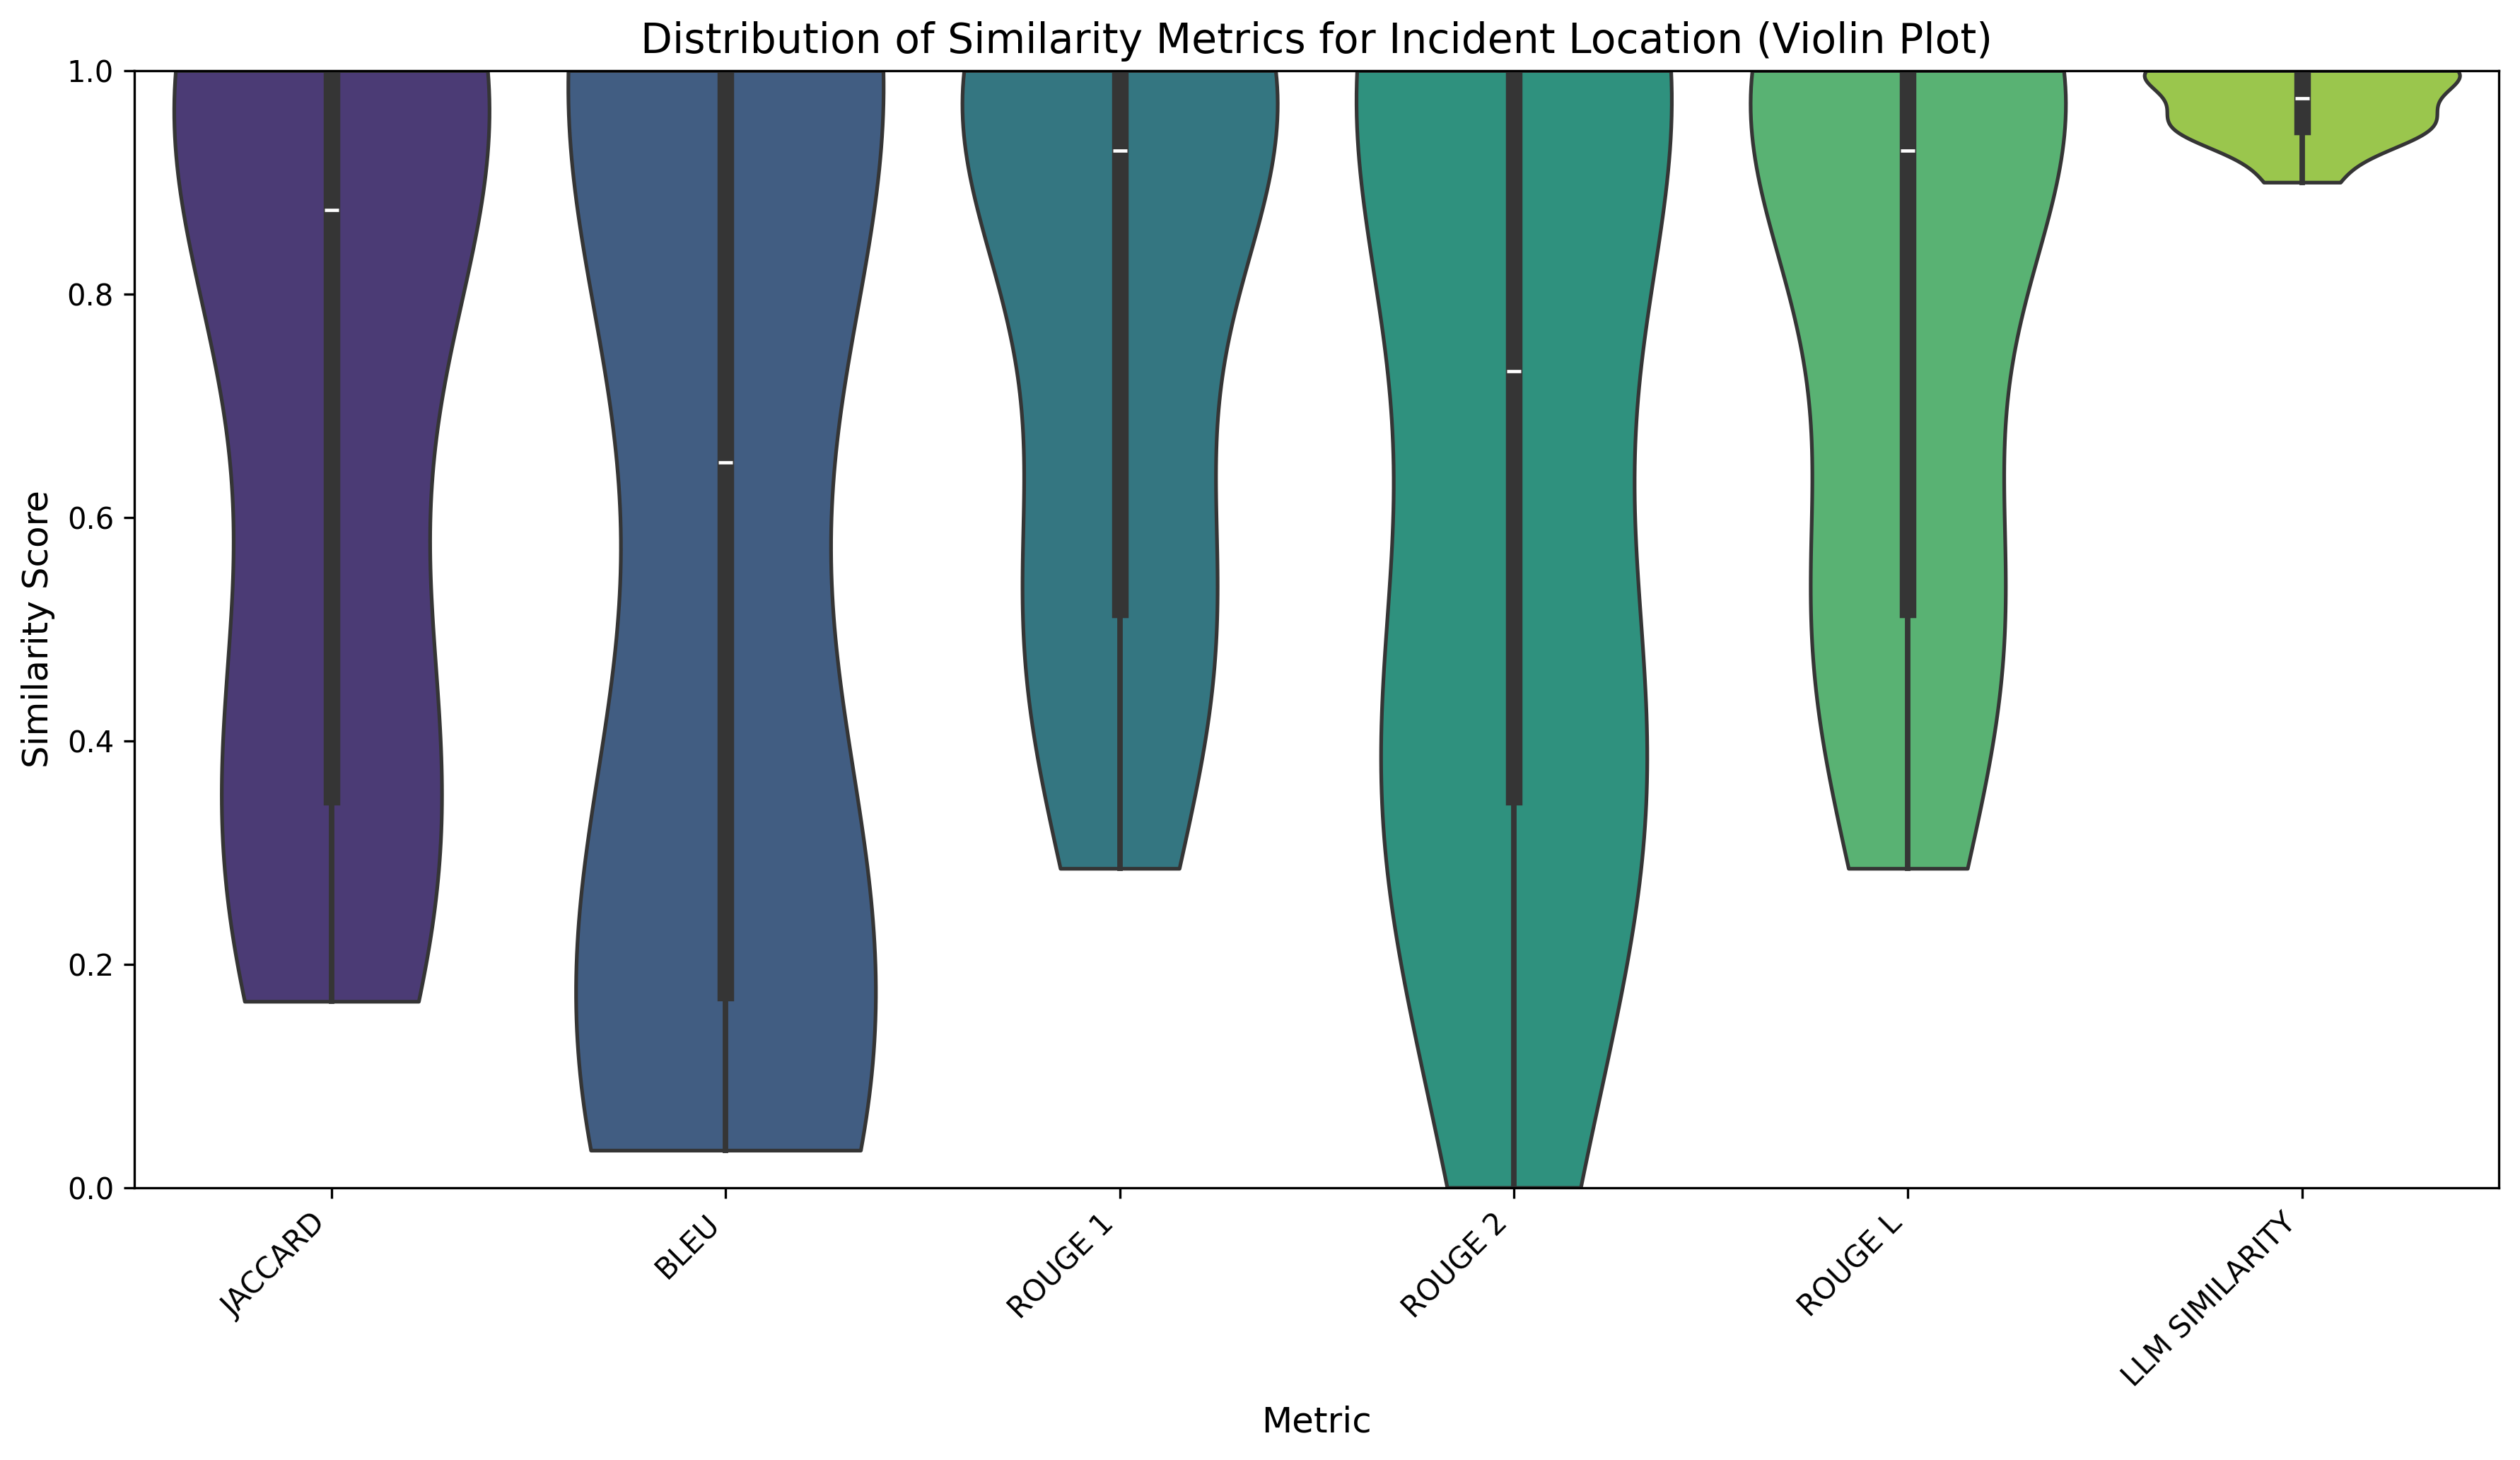 Distribution of Similarity Metrics for Incident Location (Violin Plot)
1.0
0.8
0.6
0.4
0.2
0.0
Similarity Score
JACCARD
BLEU
ROUGE 1
ROUGE 2
ROUGE L
LLM SIMILARITY
Metric